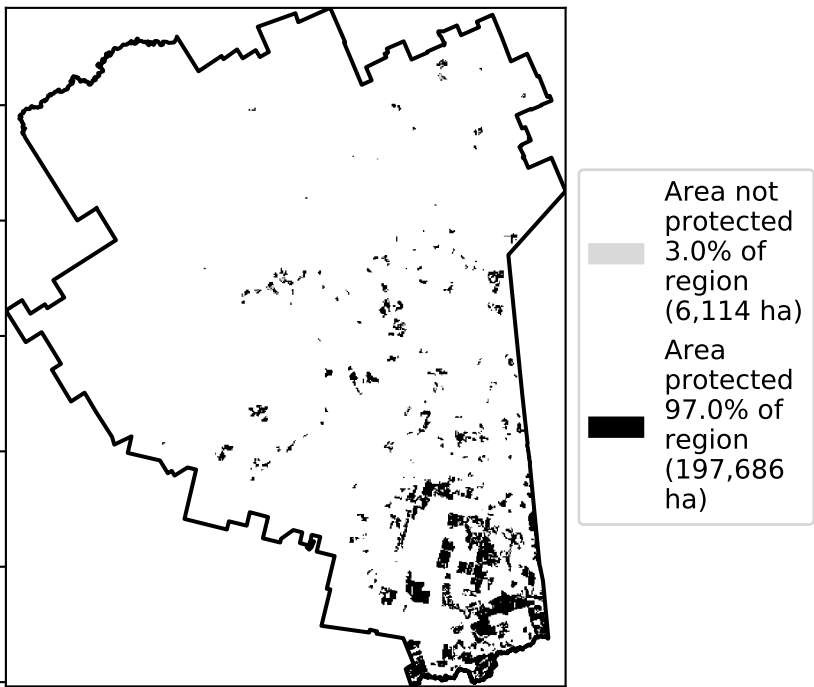 Area not
protected
3.0% of
region
(6,114 ha)
Area
protected
97.0% of
region
(197,686
ha)